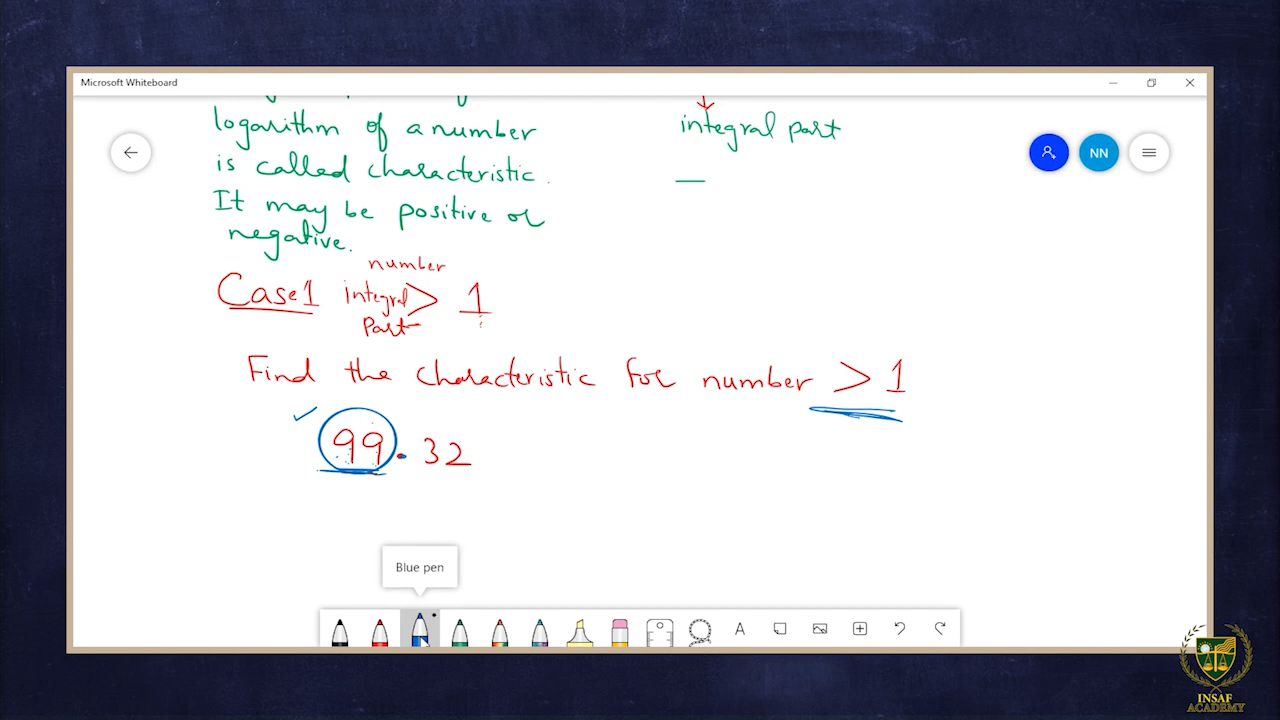 Microsoft Whiteboard
logarithm of a number
is called characteristic.
It may be positive or
negative.
integral part
NN
number
Case1 integral > 1
Part
Find the characteristic for number > 1
99.32
Blue pen
A
INSAF
ACADEMY